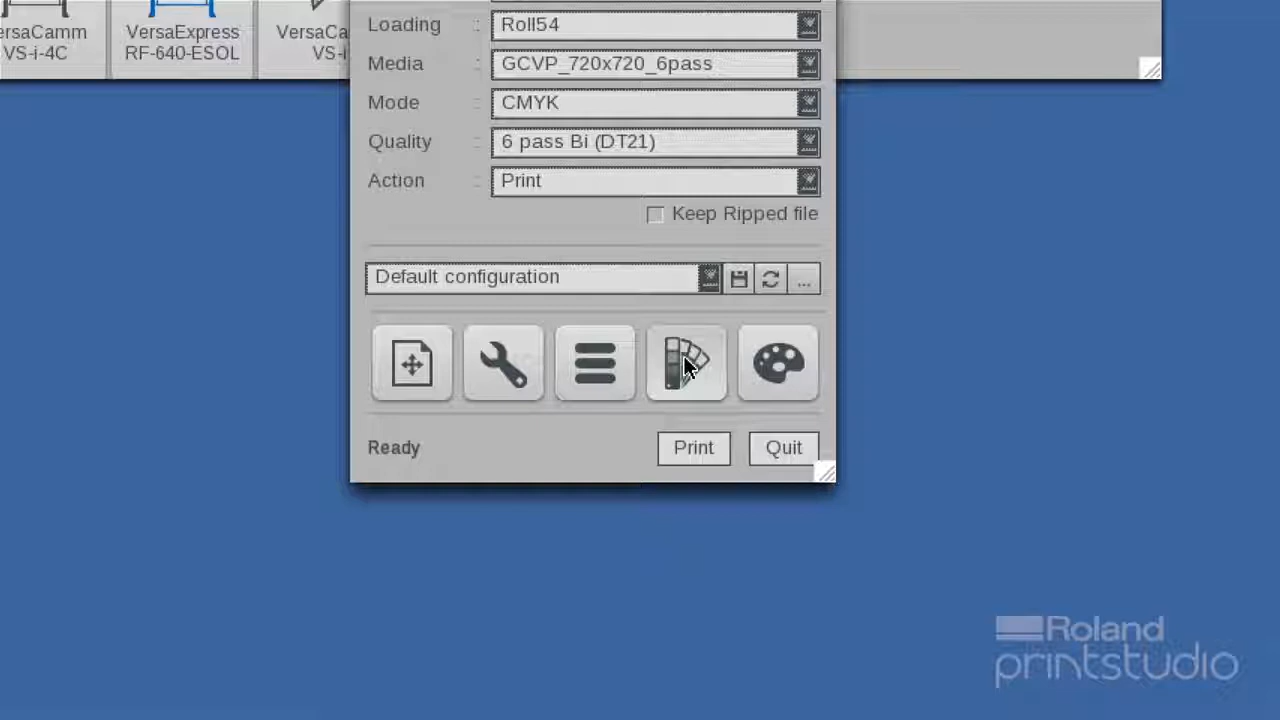 ersaCamm
VS-i-4C
VersaExpress
RF-640-ESOL
VersaCa
VS-i
Loading : Roll54
Media : GCVP_720x720_6pass
Mode : CMYK
Quality : 6 pass Bi (DT21)
Action : Print
Keep Ripped file
Default configuration
...
Ready
Print
Quit
Roland
printstudio